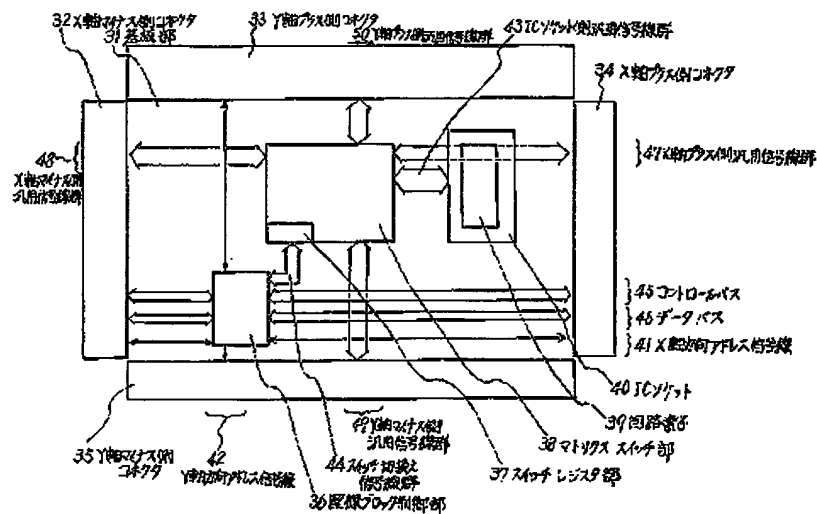 32 X軸マイナス側コネクタ
31 基線部
33 Y軸プラス側コネクタ
50 Y軸プラス側汎用信号線群
43 ICソケット側汎用信号線群
34 X軸プラス側コネクタ
48
X軸マイナス側
汎用信号線群
47 X軸プラス側汎用信号線群
45 コントロールバス
46 データバス
41 X軸方向アドレス信号線
40 ICソケット
39 回路素子
38 マトリクス スイッチ部
37 スイッチ レジスタ部
49 Y軸マイナス側
汎用信号線群
44 スイッチ切換え
信号線群
36 配線ブロック制御部
42
Y軸方向アドレス信号線
35 Y軸マイナス側
コネクタ